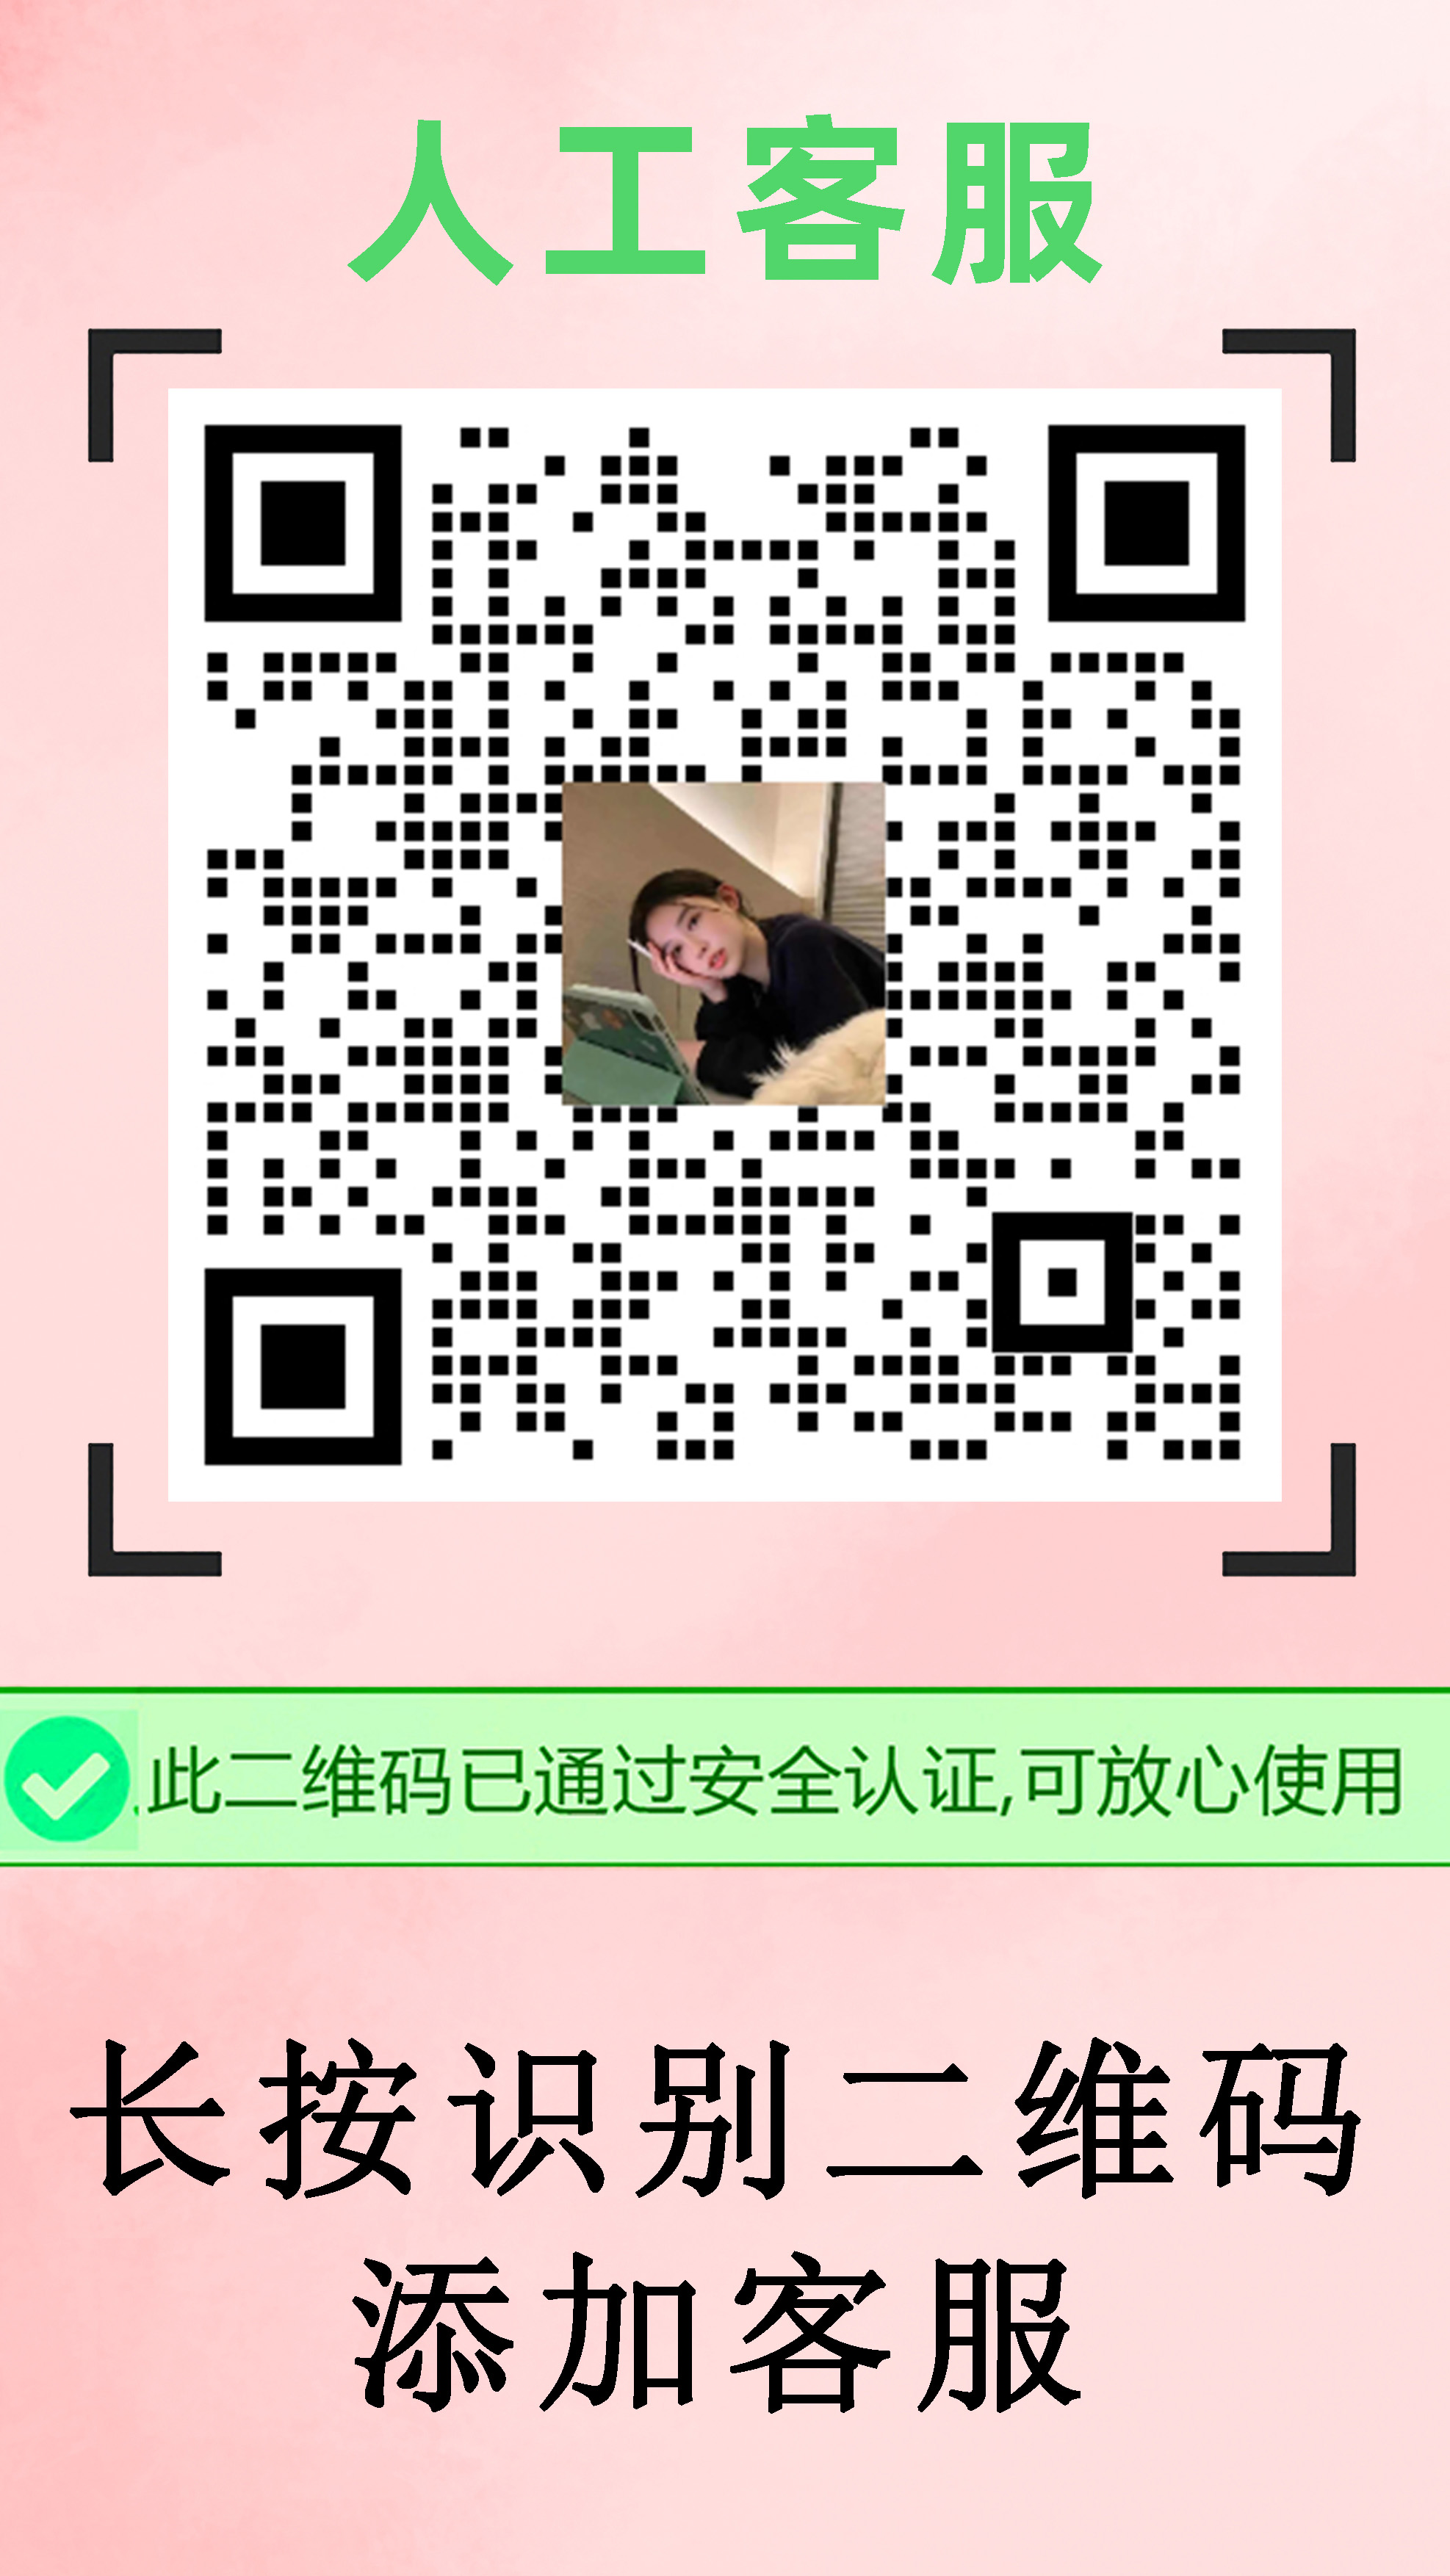 人工客服
此二维码已通过安全认证,可放心使用
长按识别二维码
添加客服